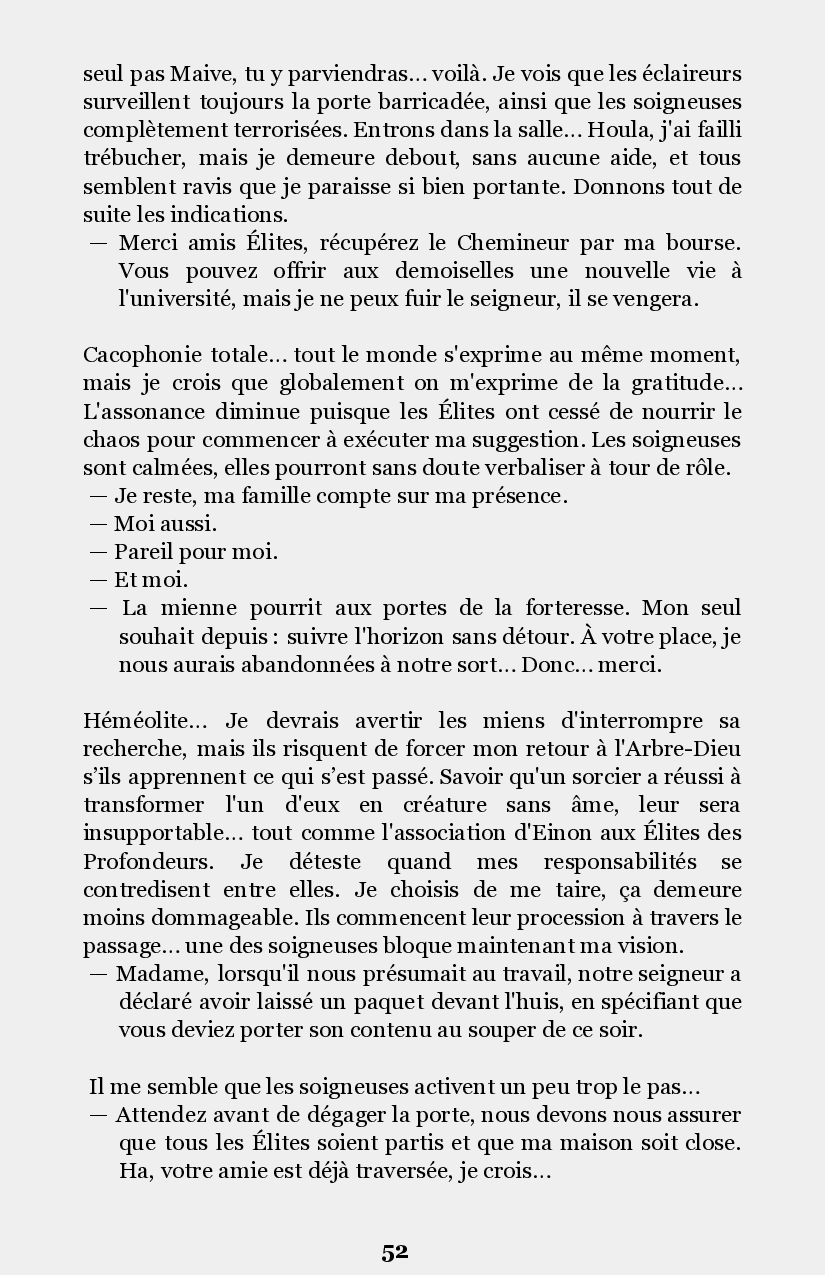 seul pas Maive, tu y parviendras... voilà. Je vois que les éclaireurs
surveillent toujours la porte barricadée, ainsi que les soigneuses
complètement terrorisées. Entrons dans la salle... Houla, j'ai failli
trébucher, mais je demeure debout, sans aucune aide, et tous
semblent ravis que je paraisse si bien portante. Donnons tout de
suite les indications.
— Merci amis Élites, récupérez le Chemineur par ma bourse.
Vous pouvez offrir aux demoiselles une nouvelle vie à
l'université, mais je ne peux fuir le seigneur, il se vengera.
Cacophonie totale... tout le monde s'exprime au même moment,
mais je crois que globalement on m'exprime de la gratitude...
L'assonance diminue puisque les Élites ont cessé de nourrir le
chaos pour commencer à exécuter ma suggestion. Les soigneuses
sont calmées, elles pourront sans doute verbaliser à tour de rôle.
— Je reste, ma famille compte sur ma présence.
— Moi aussi.
— Pareil pour moi.
— Et moi.
— La mienne pourrit aux portes de la forteresse. Mon seul
souhait depuis : suivre l'horizon sans détour. À votre place, je
nous aurais abandonnées à notre sort... Donc... merci.
Héméolite... Je devrais avertir les miens d'interrompre sa
recherche, mais ils risquent de forcer mon retour à l'Arbre-Dieu
s’ils apprennent ce qui s’est passé. Savoir qu'un sorcier a réussi à
transformer l'un d'eux en créature sans âme, leur sera
insupportable... tout comme l'association d'Einon aux Élites des
Profondeurs. Je déteste quand mes responsabilités se
contredisent entre elles. Je choisis de me taire, ça demeure
moins dommageable. Ils commencent leur procession à travers le
passage... une des soigneuses bloque maintenant ma vision.
— Madame, lorsqu'il nous présumait au travail, notre seigneur a
déclaré avoir laissé un paquet devant l'huis, en spécifiant que
vous deviez porter son contenu au souper de ce soir.
Il me semble que les soigneuses activent un peu trop le pas...
— Attendez avant de dégager la porte, nous devons nous assurer
que tous les Élites soient partis et que ma maison soit close.
Ha, votre amie est déjà traversée, je crois...
52